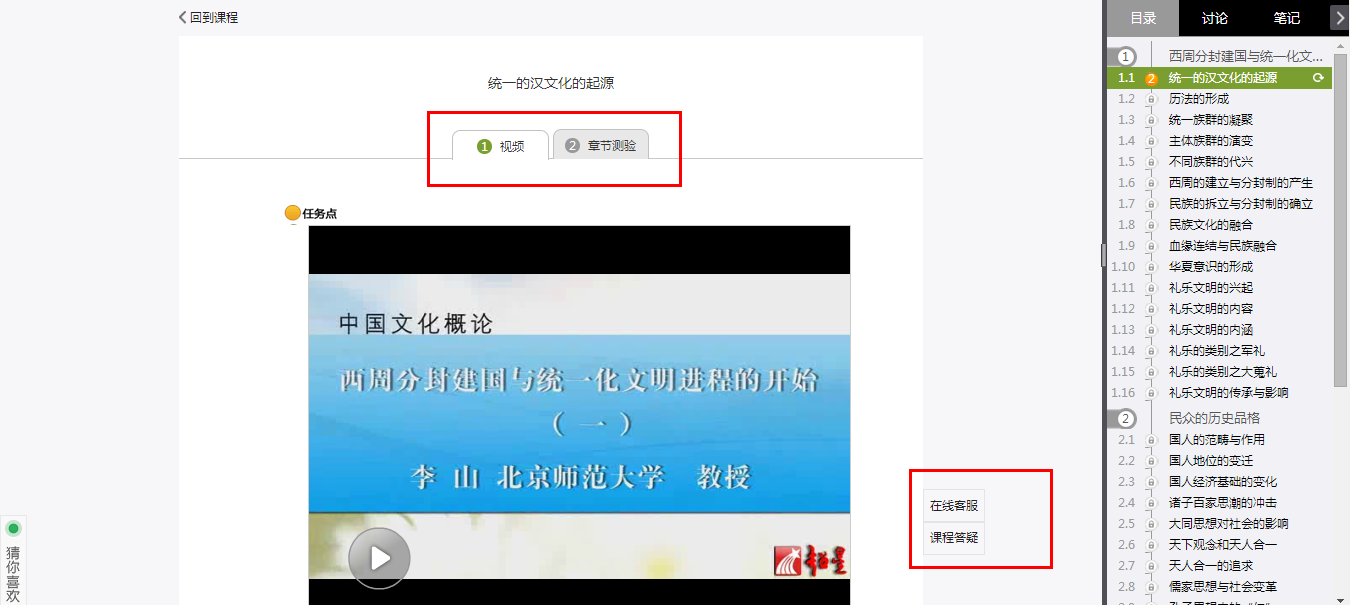 回到课程
统一的汉文化的起源
1 视频
2 章节测验
任务点
中国文化概论
西周分封建国与统一化文明进程的开始
（一）
李 山 北京师范大学 教授
超星
在线客服
课程答疑
猜你喜欢
目录 讨论 笔记
1 西周分封建国与统一化文...
1.1 2 统一的汉文化的起源
1.2 历法的形成
1.3 统一族群的凝聚
1.4 主体族群的演变
1.5 不同族群的代兴
1.6 西周的建立与分封制的产生
1.7 民族的拆立与分封制的确立
1.8 民族文化的融合
1.9 血缘连结与民族融合
1.10 华夏意识的形成
1.11 礼乐文明的兴起
1.12 礼乐文明的内容
1.13 礼乐文明的内涵
1.14 礼乐的类别之军礼
1.15 礼乐的类别之大蒐礼
1.16 礼乐文明的传承与影响
2 民众的历史品格
2.1 国人的范畴与作用
2.2 国人地位的变迁
2.3 国人经济基础的变化
2.4 诸子百家思潮的冲击
2.5 大同思想对社会的影响
2.6 天下观念和天人合一
2.7 天人合一的追求
2.8 儒家思想与社会变革